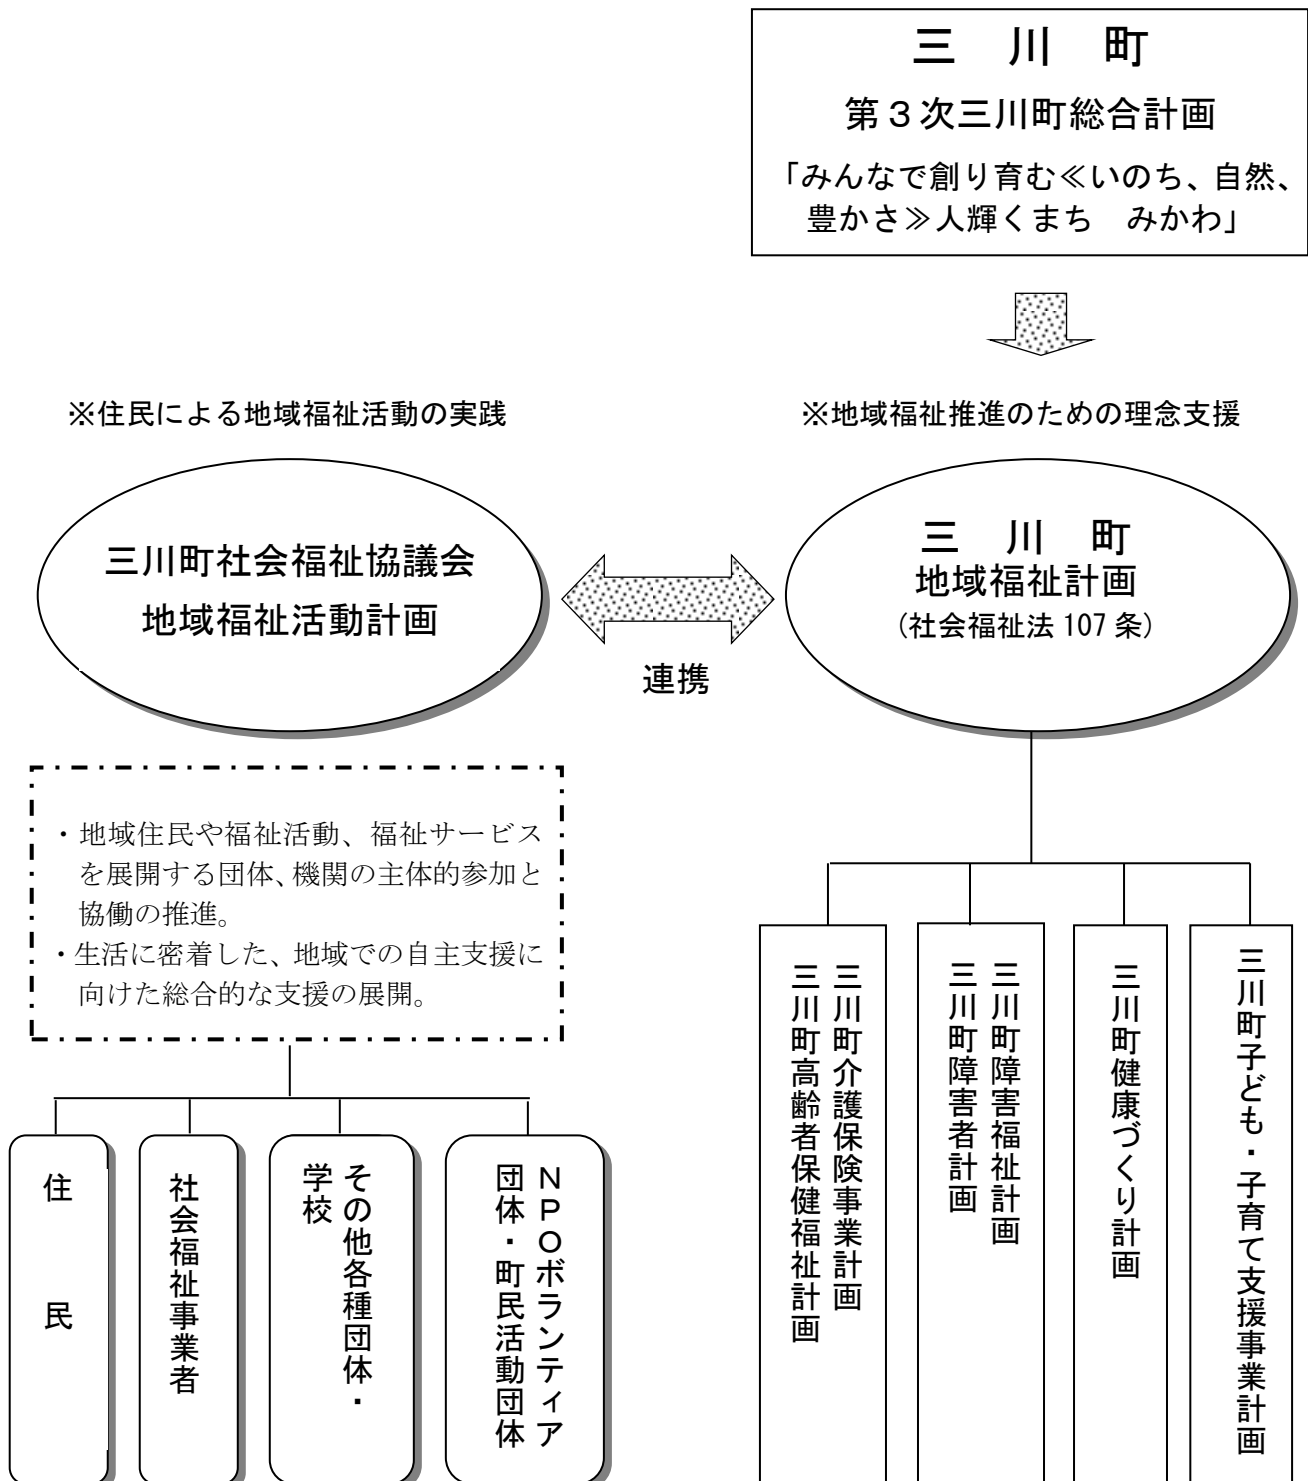 三　川　町
第３次三川町総合計画
「みんなで創り育む≪いのち、自然、
豊かさ≫人輝くまち　みかわ」
※住民による地域福祉活動の実践
※地域福祉推進のための理念支援
三川町社会福祉協議会
地域福祉活動計画
連携
三　川　町
地域福祉計画
（社会福祉法 107 条）
・地域住民や福祉活動、福祉サービス
を展開する団体、機関の主体的参加と
協働の推進。
・生活に密着した、地域での自主支援に
向けた総合的な支援の展開。
住　　民
社会福祉事業者
その他各種団体・
学校
ＮＰＯボランティア
団体・町民活動団体
三川町介護保険事業計画
三川町高齢者保健福祉計画
三川町障害福祉計画
三川町障害者計画
三川町健康づくり計画
三川町子ども・子育て支援事業計画